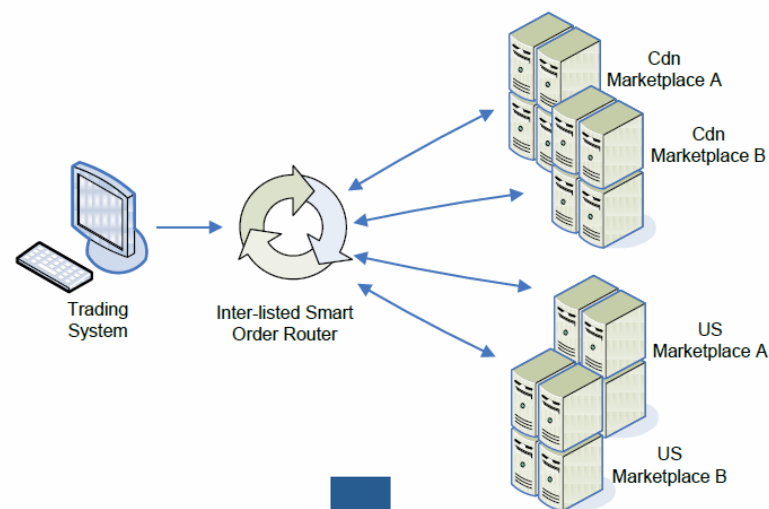 Cdn
Marketplace A
Cdn
Marketplace B
Trading
System
Inter-listed Smart
Order Router
US
Marketplace A
US
Marketplace B